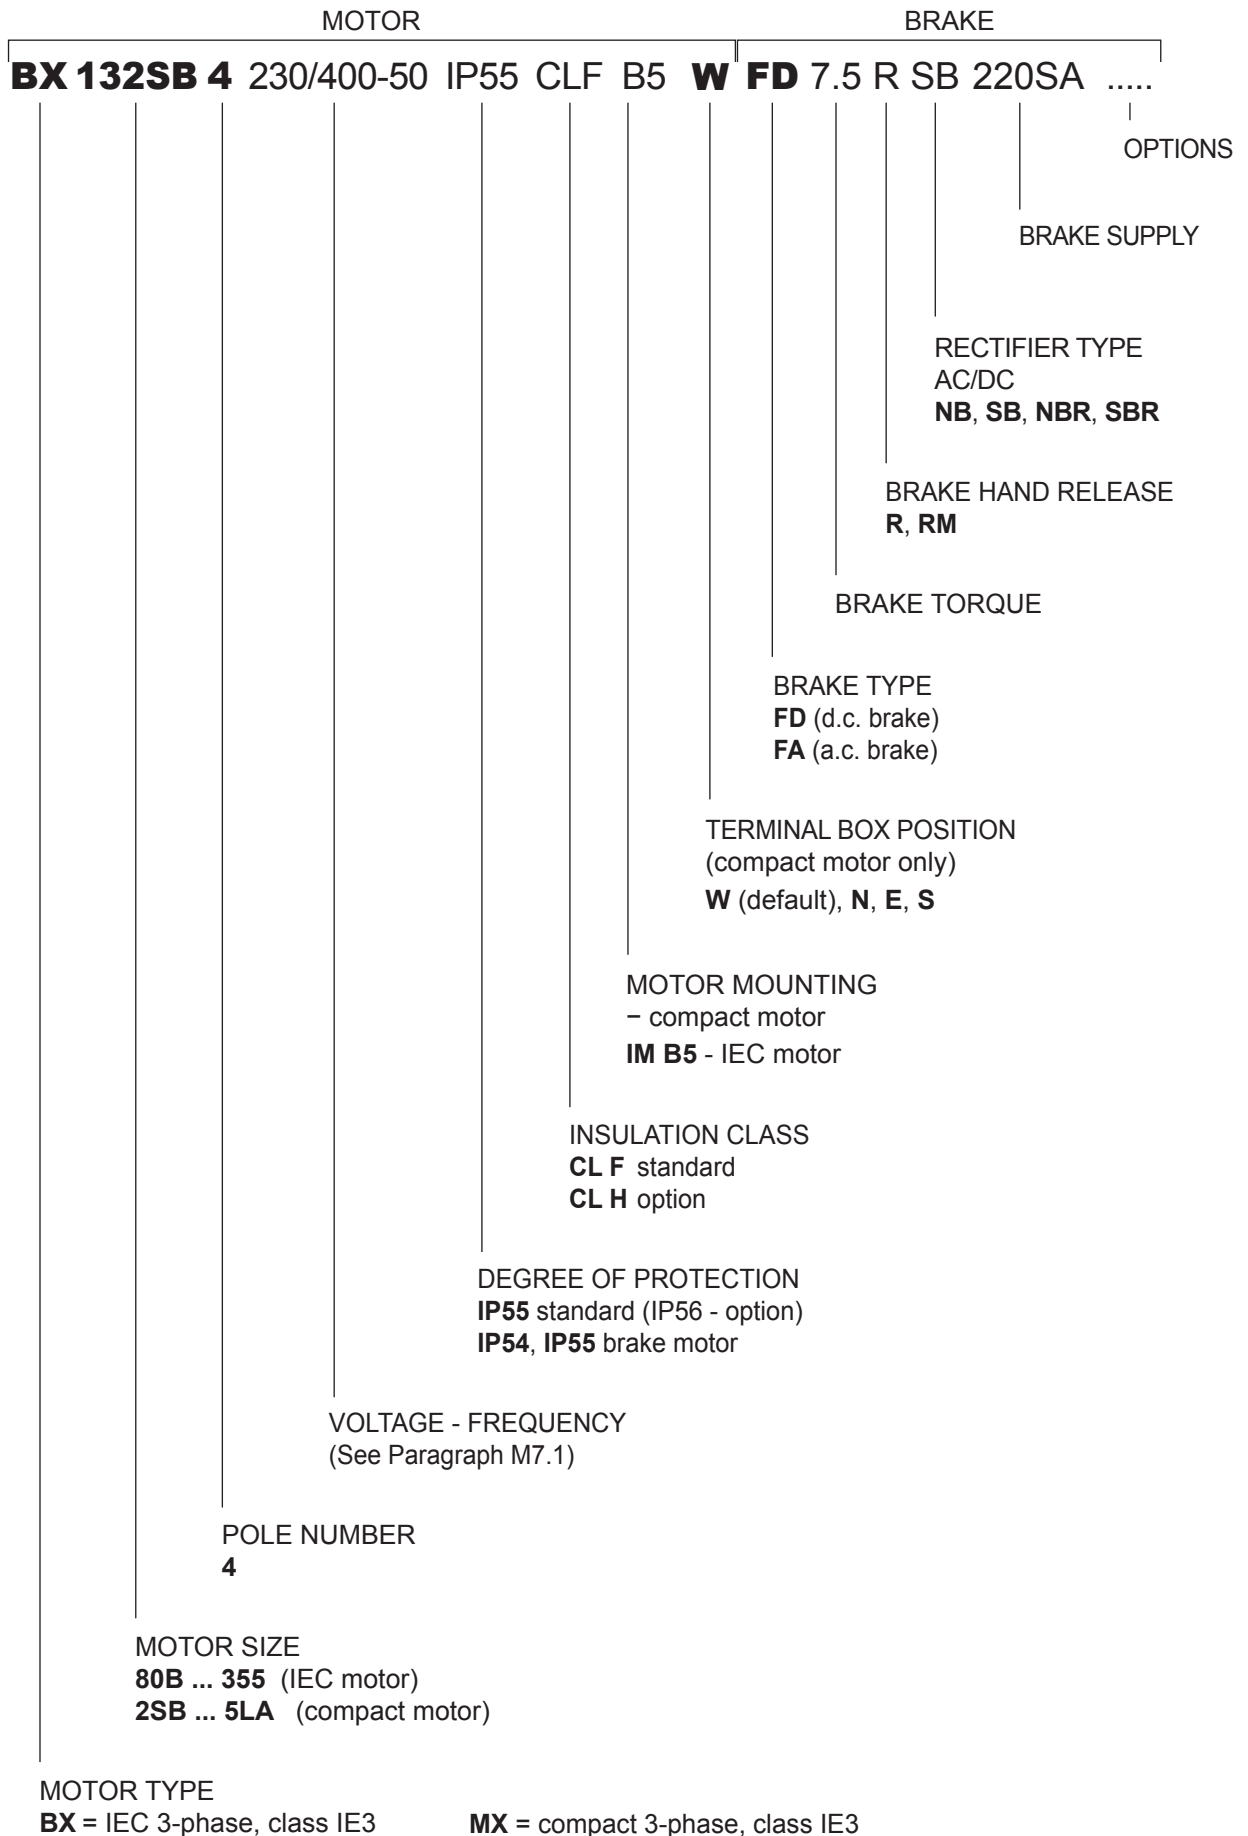 MOTOR BRAKE
BX 132SB 4 230/400-50 IP55 CLF B5 W FD 7.5 R SB 220SA .....
OPTIONS
BRAKE SUPPLY
RECTIFIER TYPE
AC/DC
NB, SB, NBR, SBR
BRAKE HAND RELEASE
R, RM
BRAKE TORQUE
BRAKE TYPE
FD (d.c. brake)
FA (a.c. brake)
TERMINAL BOX POSITION
(compact motor only)
W (default), N, E, S
MOTOR MOUNTING
− compact motor
IM B5 - IEC motor
INSULATION CLASS
CL F standard
CL H option
DEGREE OF PROTECTION
IP55 standard (IP56 - option)
IP54, IP55 brake motor
VOLTAGE - FREQUENCY
(See Paragraph M7.1)
POLE NUMBER
4
MOTOR SIZE
80B ... 355 (IEC motor)
2SB ... 5LA (compact motor)
MOTOR TYPE
BX = IEC 3-phase, class IE3 MX = compact 3-phase, class IE3